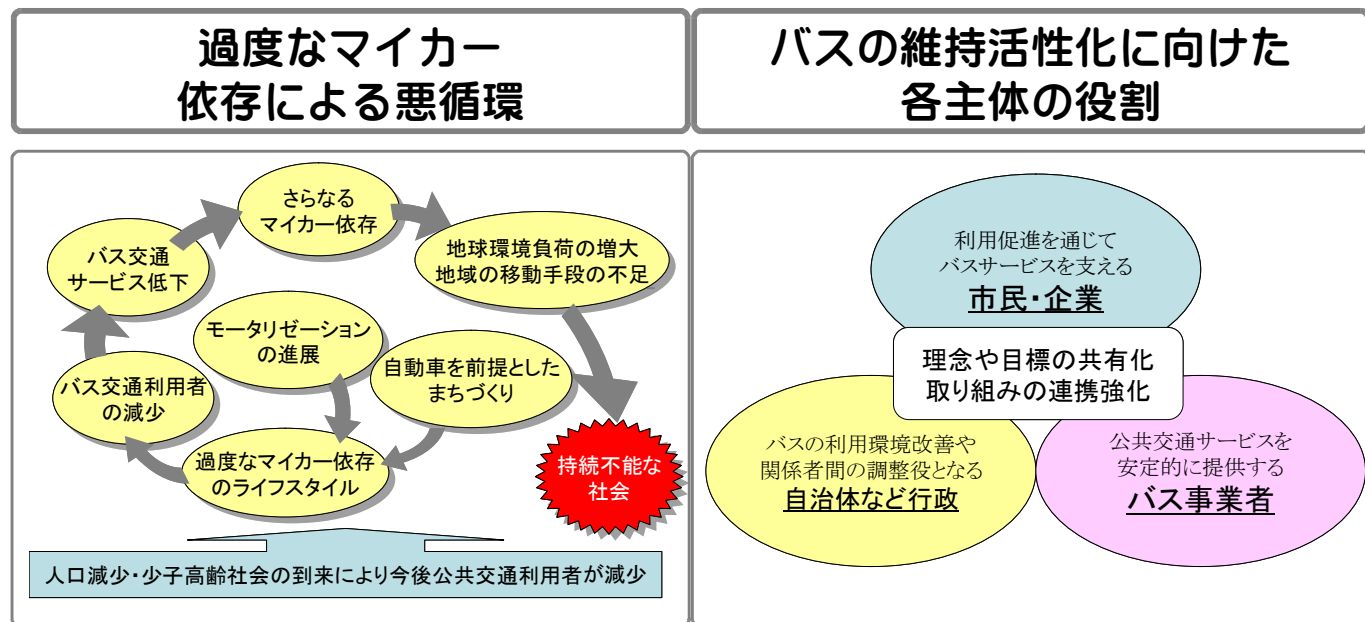 過度なマイカー
依存による悪循環
さらなる
マイカー依存
バス交通
サービス低下
地球環境負荷の増大
地域の移動手段の不足
モータリゼーション
の進展
自動車を前提とした
まちづくり
バス交通利用者
の減少
過度なマイカー依存
のライフスタイル
持続不能な
社会
人口減少・少子高齢社会の到来により今後公共交通利用者が減少
バスの維持活性化に向けた
各主体の役割
利用促進を通じて
バスサービスを支える
市民・企業
理念や目標の共有化
取り組みの連携強化
バスの利用環境改善や
関係者間の調整役となる
自治体など行政
公共交通サービスを
安定的に提供する
バス事業者